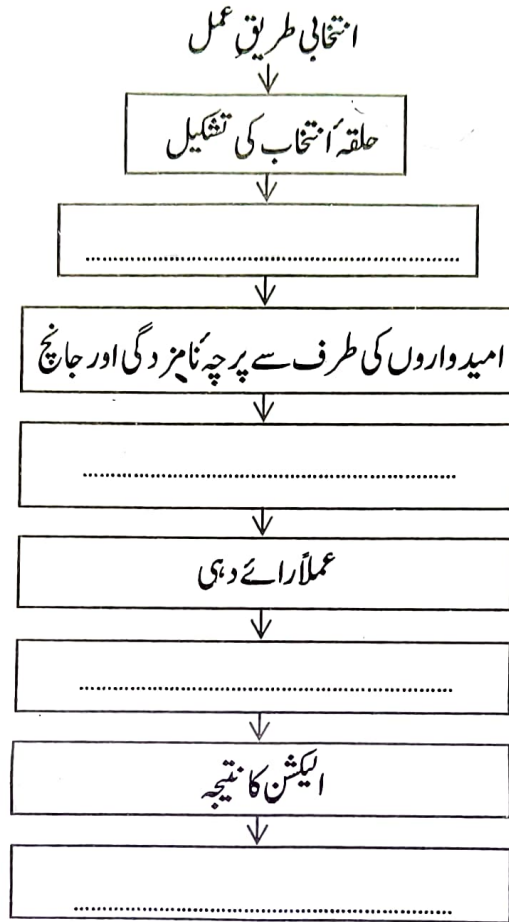 انتخابی طریقِ عمل
حلقۂ انتخاب کی تشکیل
........................................................
امیدواروں کی طرف سے پرچۂ نامزدگی اور جانچ
........................................................
عملاً رائے دہی
........................................................
الیکشن کا نتیجہ
........................................................